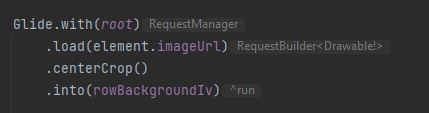 Glide.with(root) RequestManager
.load(element.imageUrl) RequestBuilder<Drawable!>
.centerCrop()
.into(rowBackgroundIv) ^run